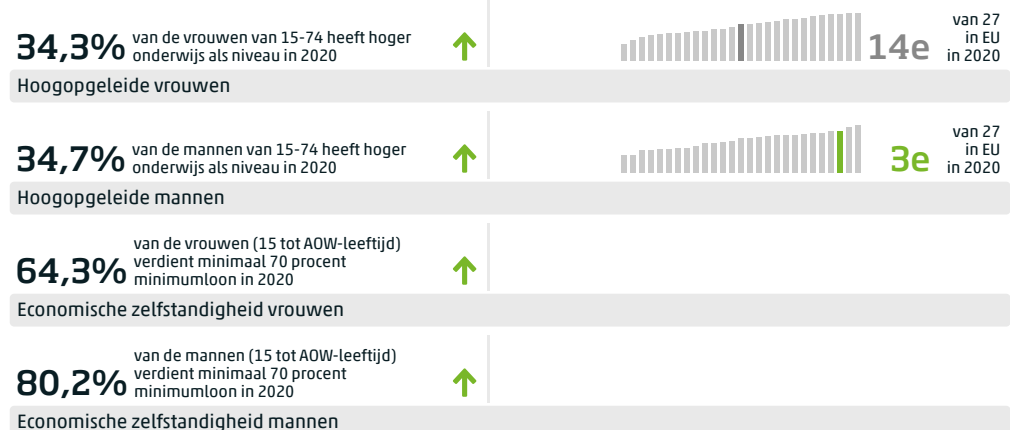 34,3% van de vrouwen van 15-74 heeft hoger
onderwijs als niveau in 2020
14e
van 27
in EU
in 2020
Hoogopgeleide vrouwen
34,7% van de mannen van 15-74 heeft hoger
onderwijs als niveau in 2020
3e
van 27
in EU
in 2020
Hoogopgeleide mannen
64,3%
van de vrouwen (15 tot AOW-leeftijd)
verdient minimaal 70 procent
minimumloon in 2020
Economische zelfstandigheid vrouwen
80,2%
van de mannen (15 tot AOW-leeftijd)
verdient minimaal 70 procent
minimumloon in 2020
Economische zelfstandigheid mannen